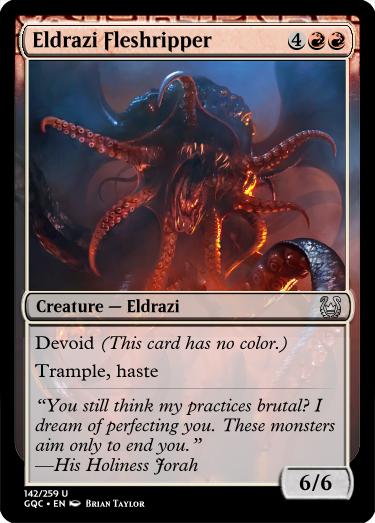 Eldrazi Fleshripper 4
Creature — Eldrazi
Devoid (This card has no color.)
Trample, haste
“You still think my practices brutal? I
dream of perfecting you. These monsters
aim only to end you.”
—His Holiness Jorah
6/6
142/259 U
GQC • EN Brian Taylor